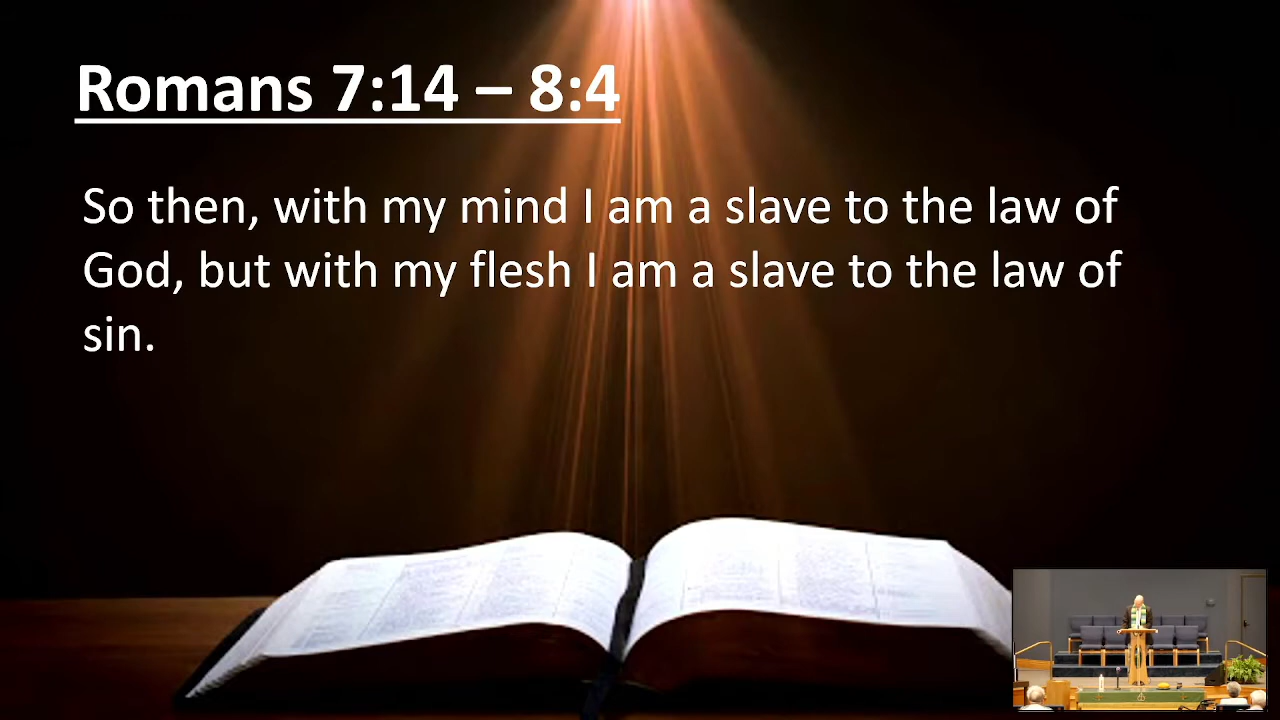 Romans 7:14 – 8:4
So then, with my mind I am a slave to the law of
God, but with my flesh I am a slave to the law of
sin.